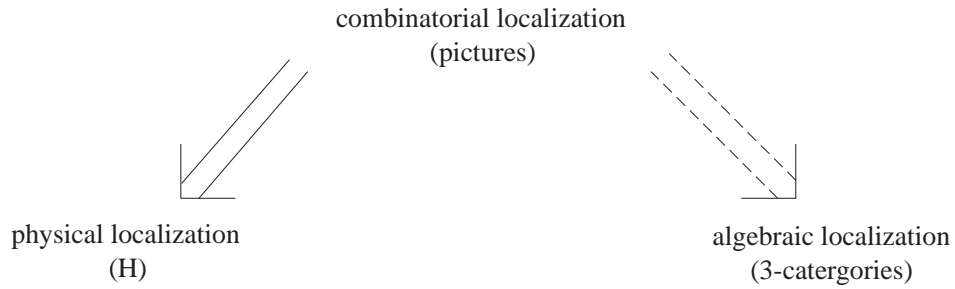 combinatorial localization
(pictures)
physical localization
(H)
algebraic localization
(3-catergories)